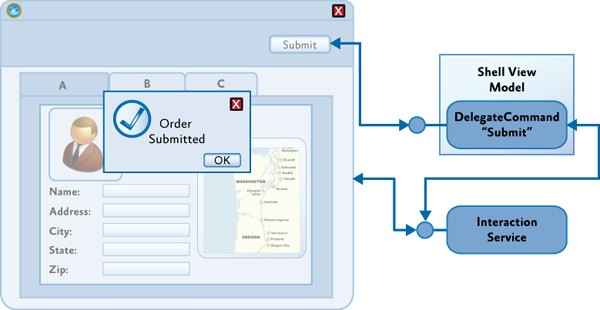 X
Submit
A
B
C
X
Order
Submitted
OK
Name:
Address:
City:
State:
Zip:
WASHINGTON
OREGON
Shell View
Model
DelegateCommand
“Submit”
Interaction
Service